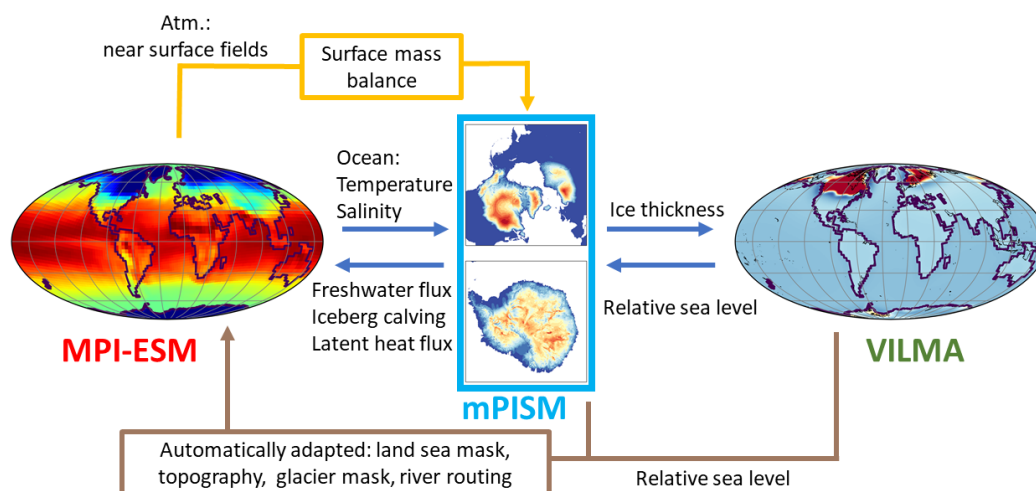 Atm.:
near surface fields
Surface mass
balance
Ocean:
Temperature
Salinity
Ice thickness
Freshwater flux
Iceberg calving
Latent heat flux
Relative sea level
MPI-ESM
mPISM
VILMA
Automatically adapted: land sea mask,
topography, glacier mask, river routing
Relative sea level